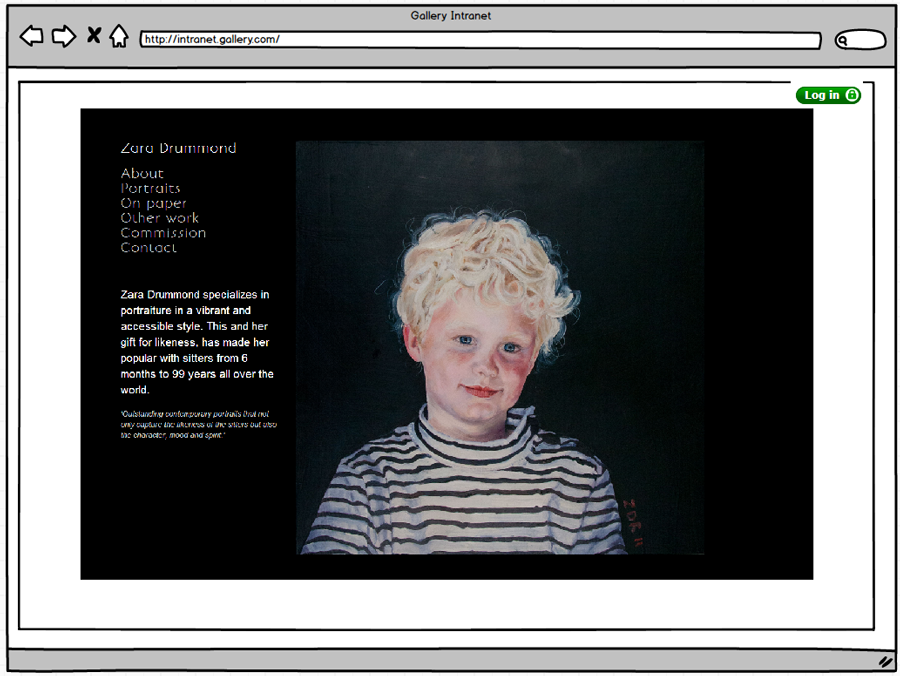 Gallery Intranet
http://intranet.gallery.com/
Log in
Zara Drummond
About
Portraits
On paper
Other work
Commission
Contact
Zara Drummond specializes in
portraiture in a vibrant and
accessible style. This and her
gift for likeness, has made her
popular with sitters from 6
months to 99 years all over the
world.
'Outstanding contemporary portraits that not
only capture the likeness of the sitters but also
the character, mood and spirit.'